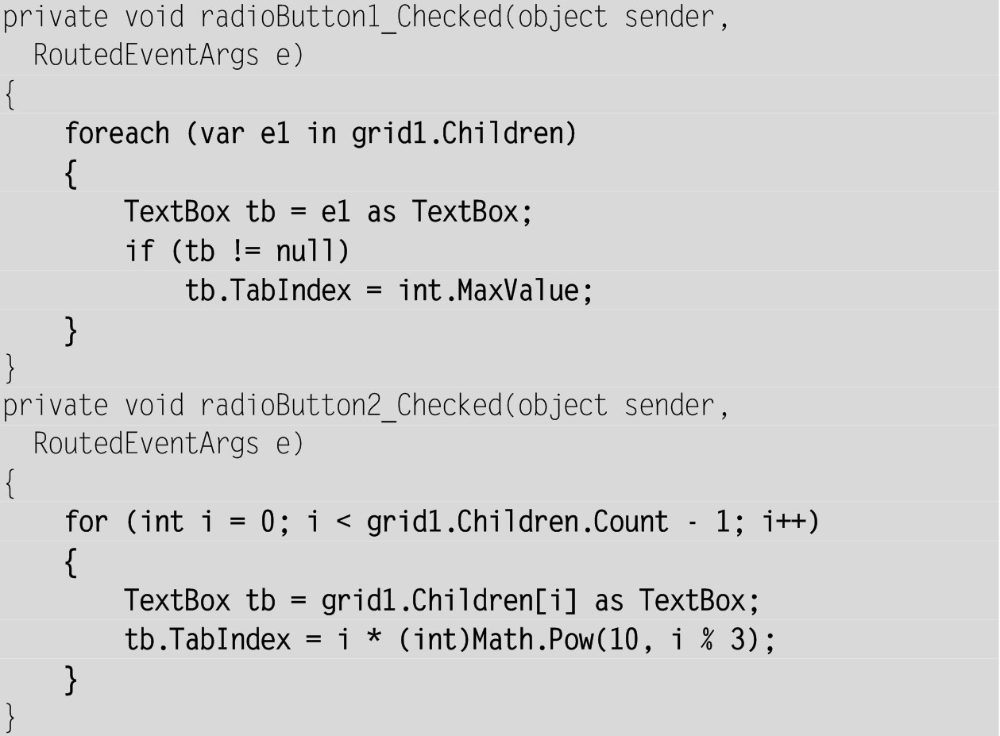 private void radioButton1_Checked(object sender,
  RoutedEventArgs e)
{
    foreach (var e1 in grid1.Children)
    {
        TextBox tb = e1 as TextBox;
        if (tb != null)
            tb.TabIndex = int.MaxValue;
    }
}
private void radioButton2_Checked(object sender,
  RoutedEventArgs e)
{
    for (int i = 0; i < grid1.Children.Count - 1; i++)
    {
        TextBox tb = grid1.Children[i] as TextBox;
        tb.TabIndex = i * (int)Math.Pow(10, i % 3);
    }
}